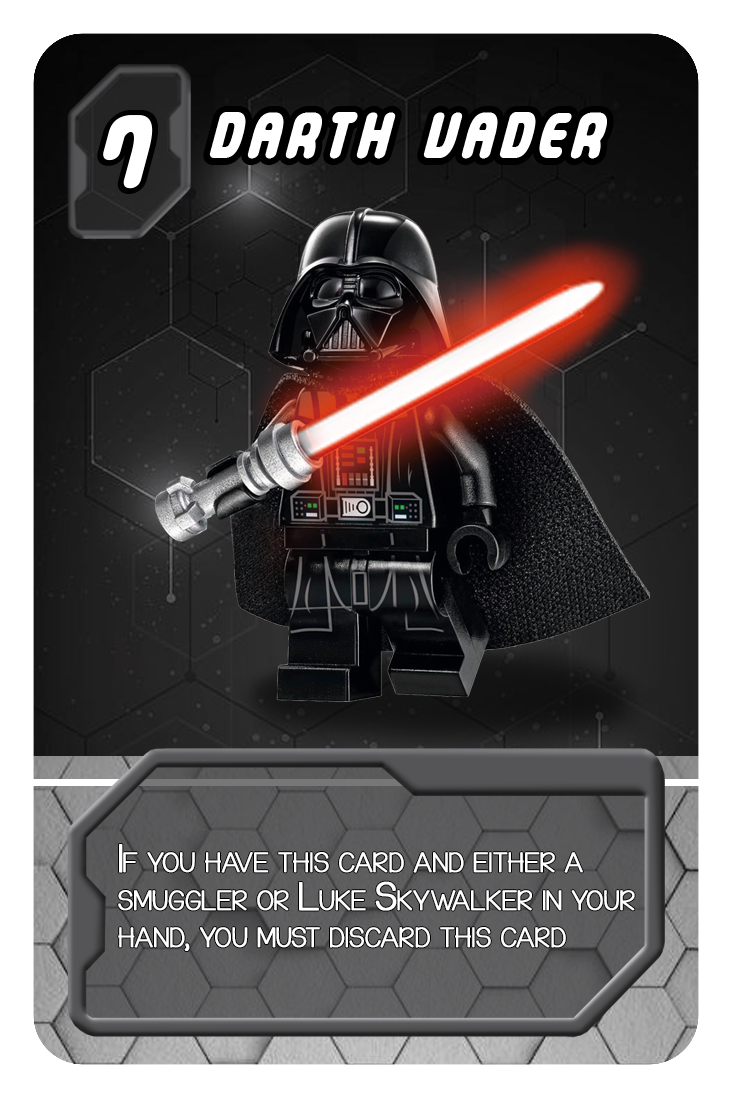 7
DARTH VADER
If you have this card and either a
smuggler or Luke Skywalker in your
hand, you must discard this card